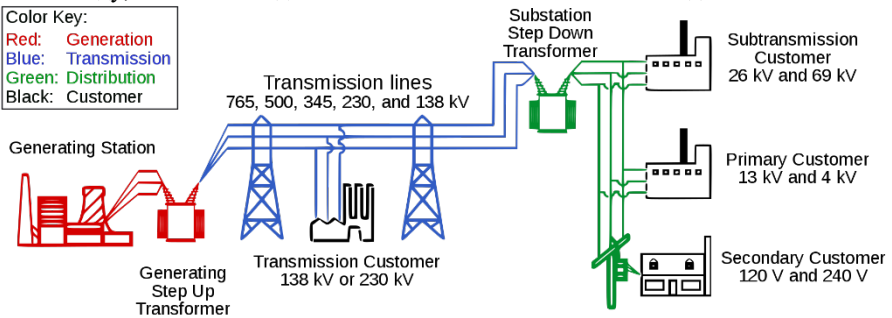 Color Key:
Red: Generation
Blue: Transmission
Green: Distribution
Black: Customer
Substation
Step Down
Transformer
Subtransmission
Customer
26 kV and 69 kV
Transmission lines
765, 500, 345, 230, and 138 kV
Generating Station
Primary Customer
13 kV and 4 kV
Transmission Customer
138 kV or 230 kV
Secondary Customer
120 V and 240 V
Generating
Step Up
Transformer